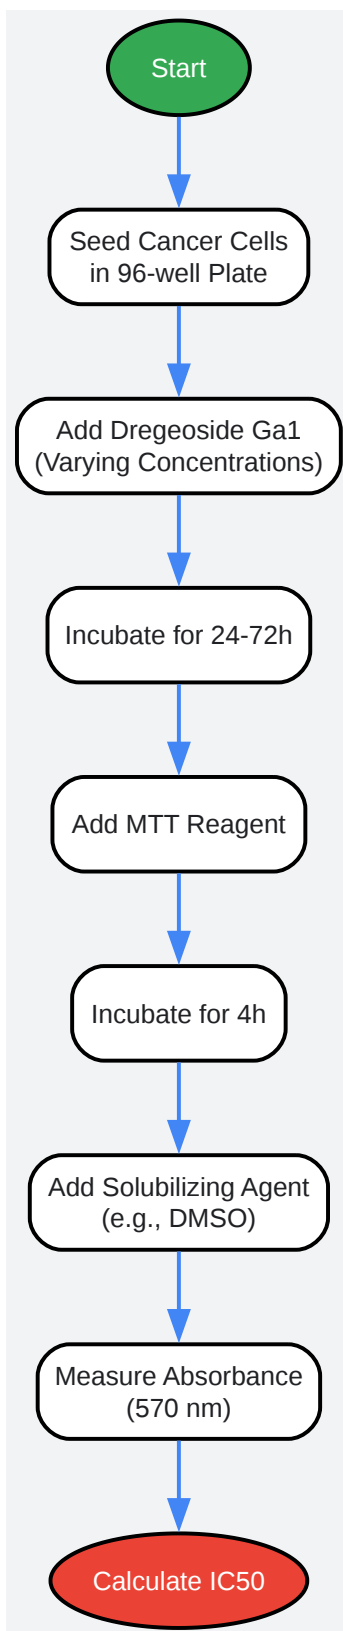 Start
Seed Cancer Cells
in 96-well Plate
Add Dregeoside Ga1
(Varying Concentrations)
Incubate for 24-72h
Add MTT Reagent
Incubate for 4h
Add Solubilizing Agent
(e.g., DMSO)
Measure Absorbance
(570 nm)
Calculate IC50